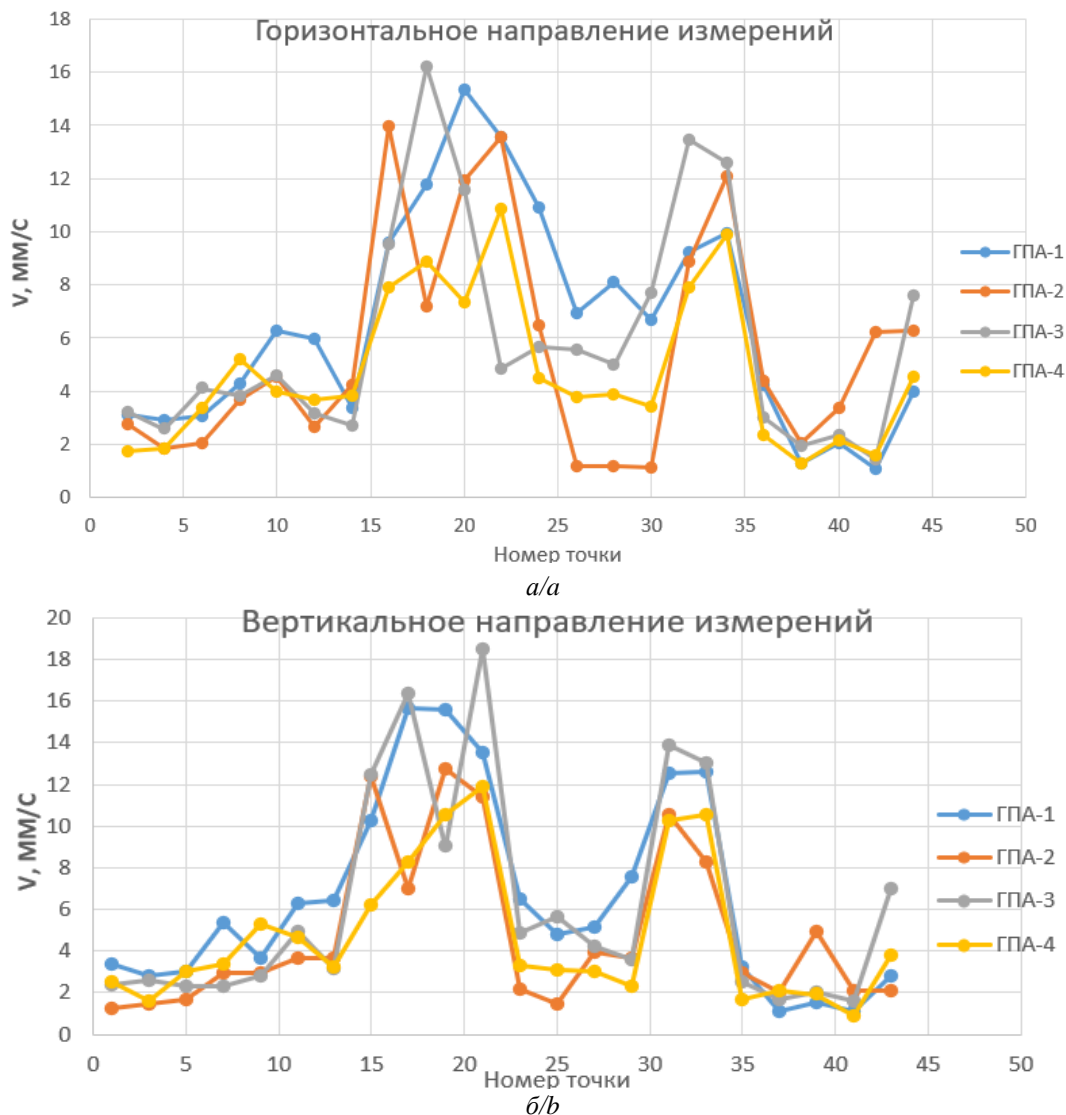 Горизонтальное направление измерений
18
16
14
12
10
8
6
4
2
0
V, ММ/С
0 5 10 15 20 25 30 35 40 45 50
Номер точки
ГПА-1
ГПА-2
ГПА-3
ГПА-4
а/a
Вертикальное направление измерений
20
18
16
14
12
10
8
6
4
2
0
V, ММ/С
0 5 10 15 20 25 30 35 40 45 50
Номер точки
ГПА-1
ГПА-2
ГПА-3
ГПА-4
б/b